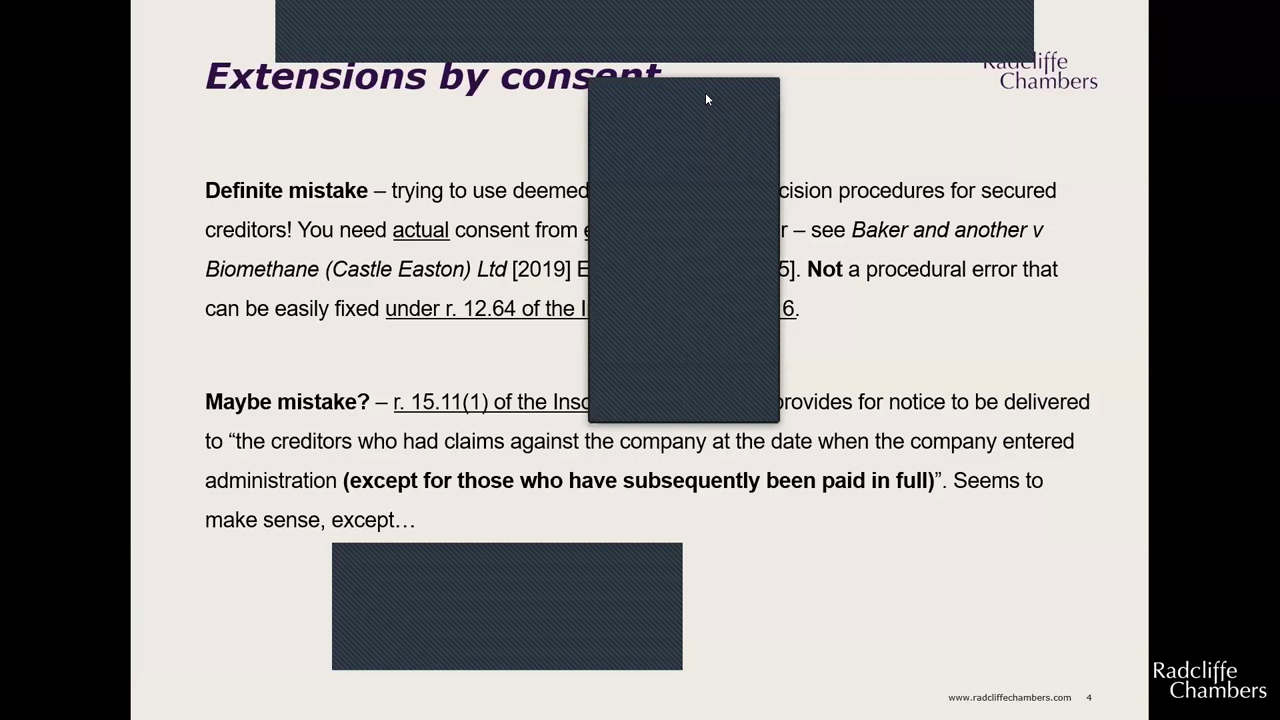 Extensions by consent
Radcliffe
Chambers
Definite mistake – trying to use deemed cision procedures for secured
creditors! You need actual consent from r – see Baker and another v
Biomethane (Castle Easton) Ltd [2019] E 5]. Not a procedural error that
can be easily fixed under r. 12.64 of the I 6.
Maybe mistake? – r. 15.11(1) of the Inso provides for notice to be delivered
to “the creditors who had claims against the company at the date when the company entered
administration (except for those who have subsequently been paid in full)”. Seems to
make sense, except…
www.radcliffechambers.com 4
Radcliffe
Chambers